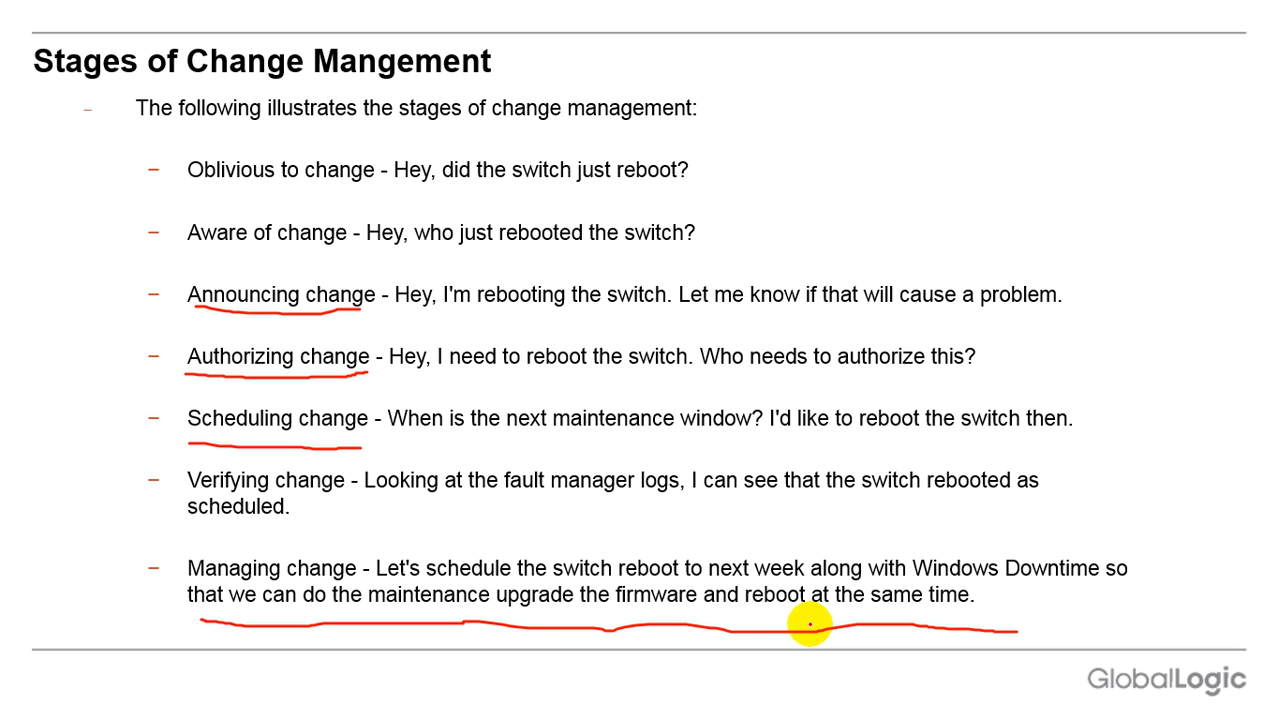 Stages of Change Mangement
– The following illustrates the stages of change management:
– Oblivious to change - Hey, did the switch just reboot?
– Aware of change - Hey, who just rebooted the switch?
– Announcing change - Hey, I'm rebooting the switch. Let me know if that will cause a problem.
– Authorizing change - Hey, I need to reboot the switch. Who needs to authorize this?
– Scheduling change - When is the next maintenance window? I'd like to reboot the switch then.
– Verifying change - Looking at the fault manager logs, I can see that the switch rebooted as
scheduled.
– Managing change - Let's schedule the switch reboot to next week along with Windows Downtime so
that we can do the maintenance upgrade the firmware and reboot at the same time.
GlobalLogic